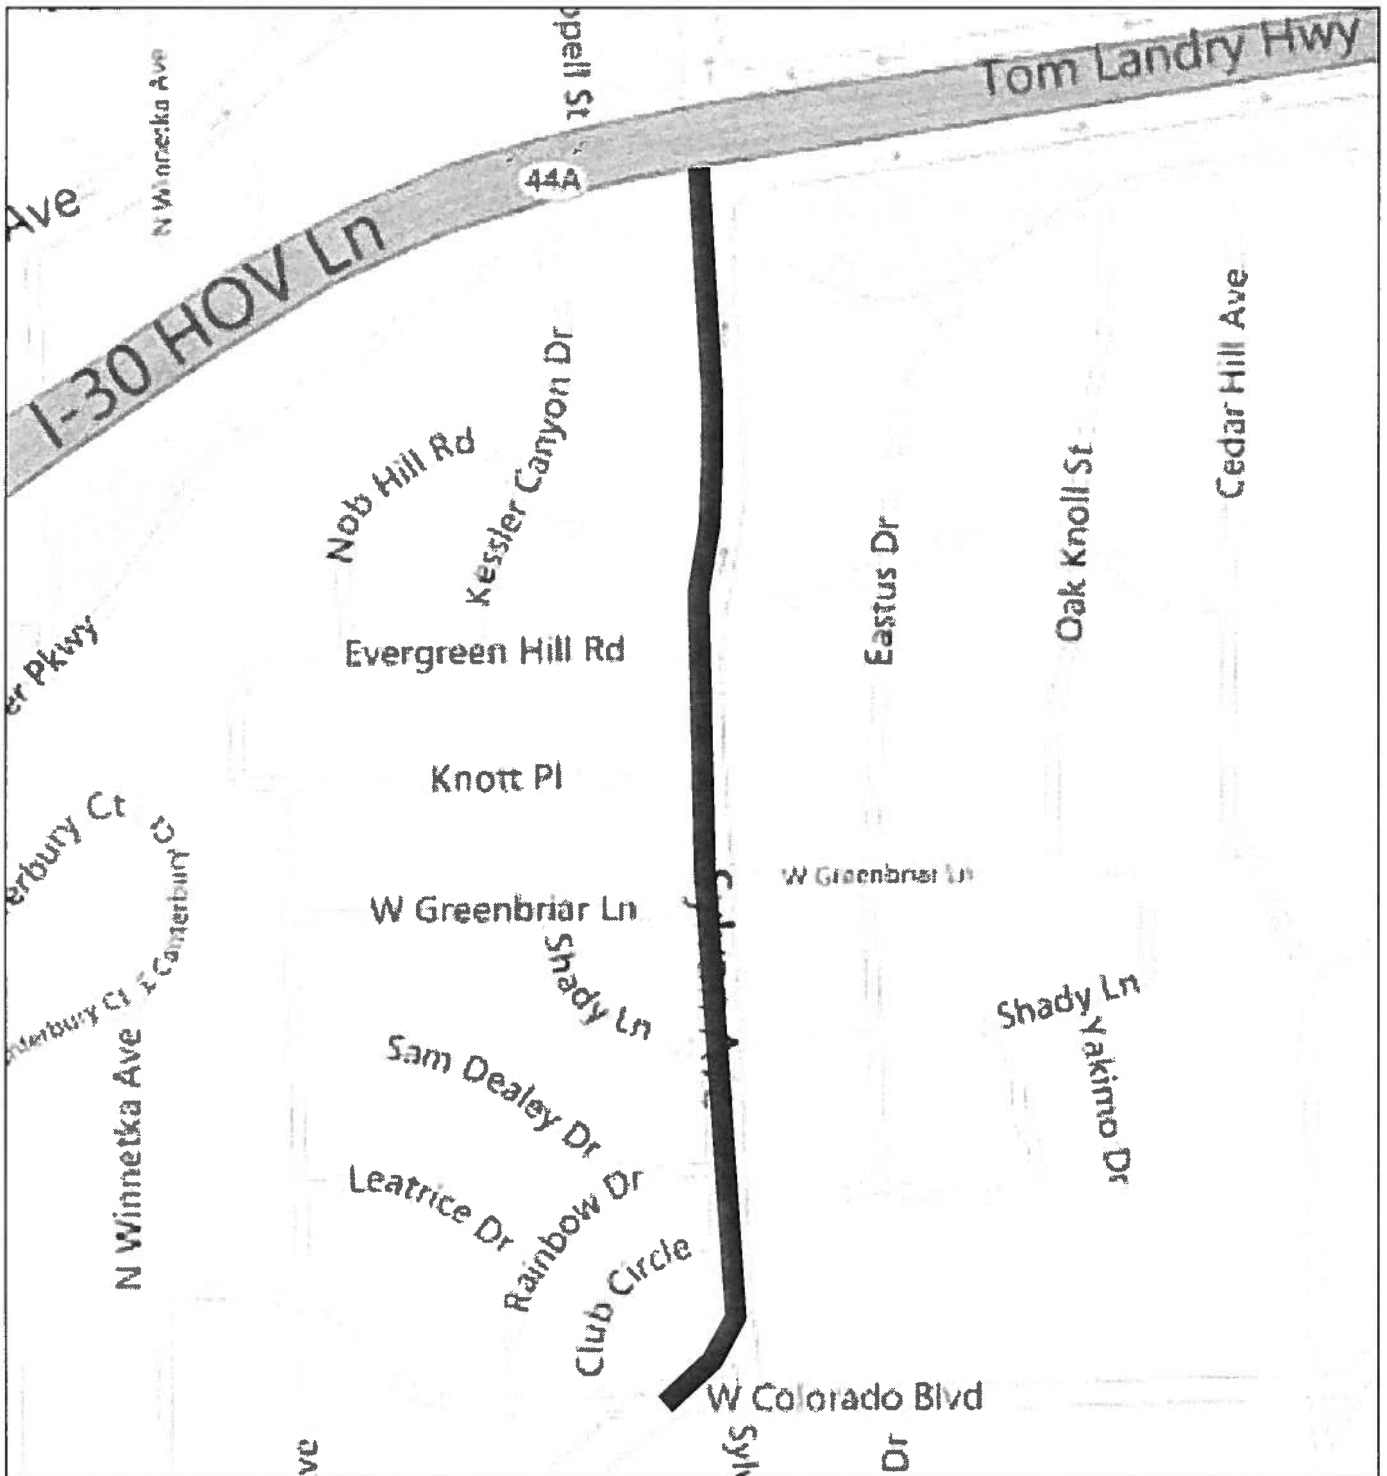 N Winnetka Ave
pell St
Tom Landry Hwy
44A
Ave
I-30 HOV Ln
Cedar Hill Ave
Kessler Canyon Dr
Nob Hill Rd
Oak Knoll St
Eastus Dr
Evergreen Hill Rd
er Pkwy
Knott Pl
erbury Ct
W Greenbriar Ln
W Greenbriar Ln
Shady Ln
Shady Ln
Yakimo Dr
N Winnetka Ave
Sam Dealey Dr
Leatrice Dr
Rainbow Dr
Club Circle
W Colorado Blvd
Sylv
Dr
ve